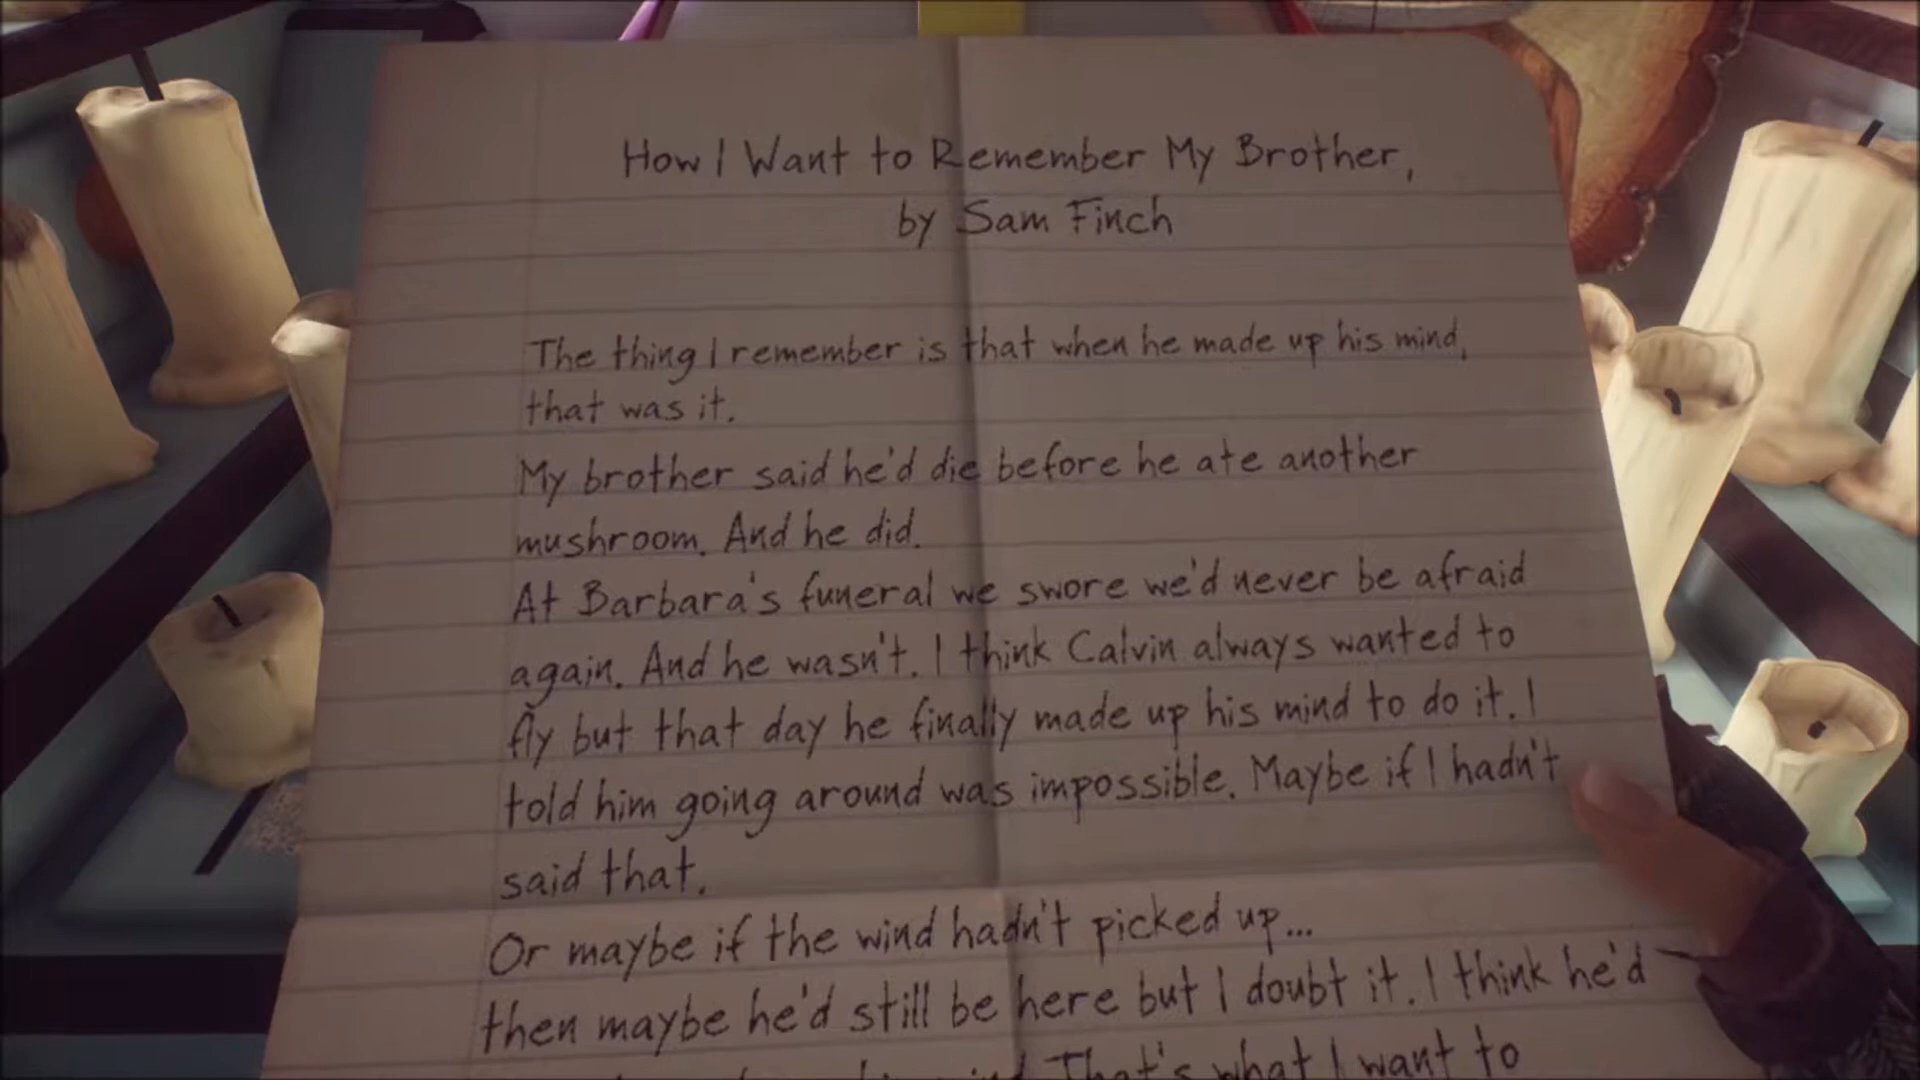 How I Want to Remember My Brother,
by Sam Finch
The thing I remember is that when he made up his mind,
that was it.
My brother said he'd die before he ate another
mushroom. And he did.
At Barbara's funeral we swore we'd never be afraid
again. And he wasn't. I think Calvin always wanted to
fly but that day he finally made up his mind to do it. I
told him going around was impossible. Maybe if I hadn't
said that.
Or maybe if the wind hadn't picked up...
then maybe he'd still be here but I doubt it. I think he'd
That's what I want to